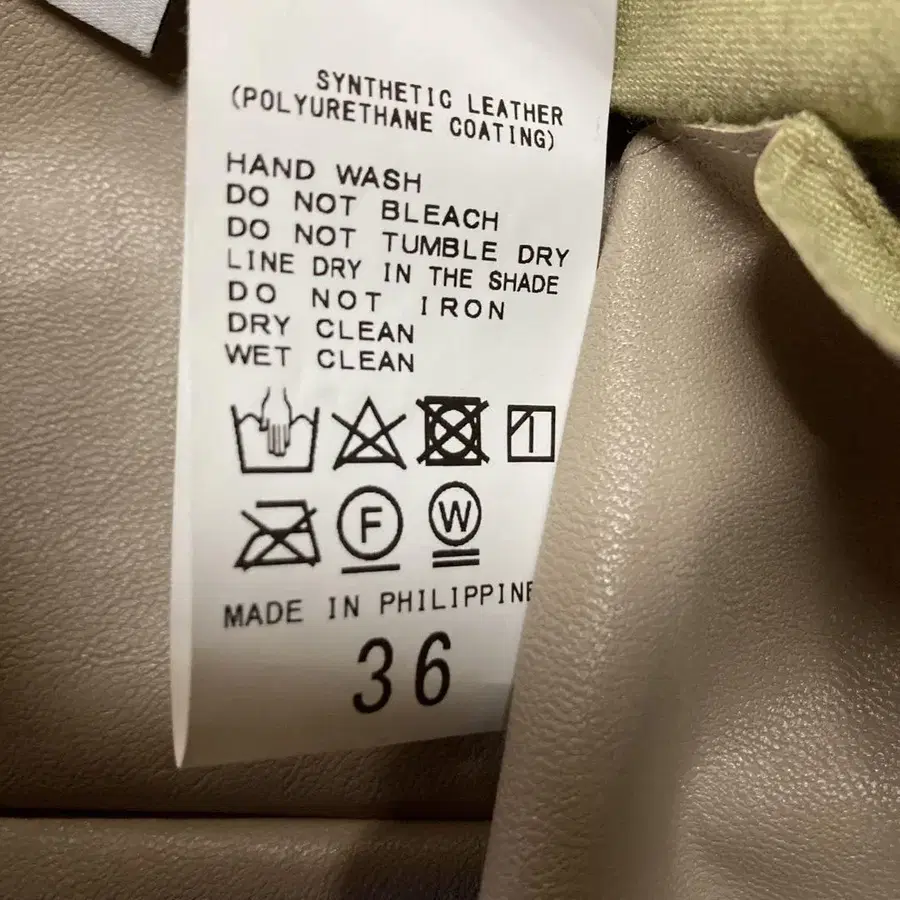 SYNTHETIC LEATHER
(POLYURETHANE COATING)
HAND WASH
DO NOT BLEACH
DO NOT TUMBLE DRY
LINE DRY IN THE SHADE
DO NOT IRON
DRY CLEAN
WET CLEAN
F W
MADE IN PHILIPPINE
36